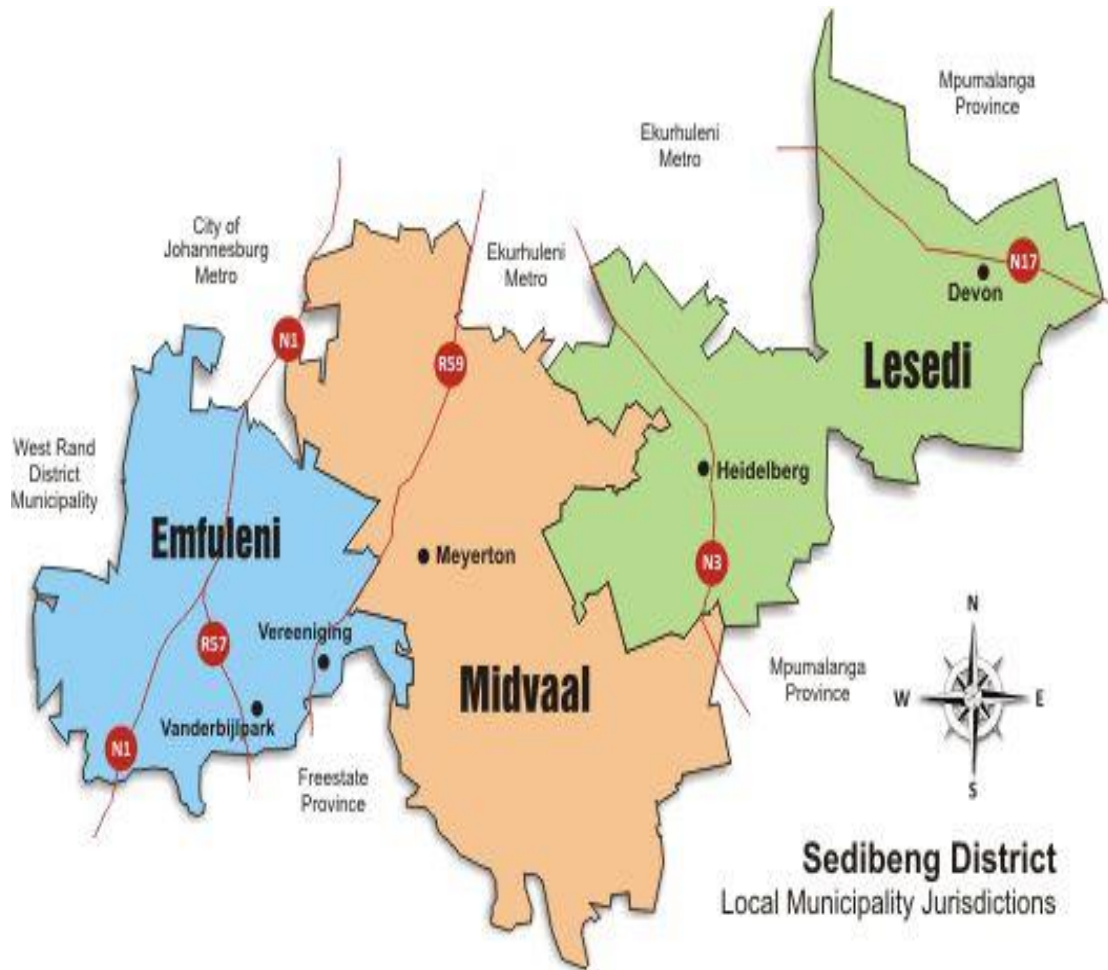 Mpumalanga
Province
Ekurhuleni
Metro
City of
Johannesburg
Metro
Ekurhuleni
Metro
N17
Devon
N1
R59
Lesedi
West Rand
District
Municipality
Heidelberg
Emfuleni
Meyerton
N3
R57
Vereeniging
Midvaal
Mpumalanga
Province
Vanderbijlpark
N1
Freestate
Province
N
W
E
S
Sedibeng District
Local Municipality Jurisdictions